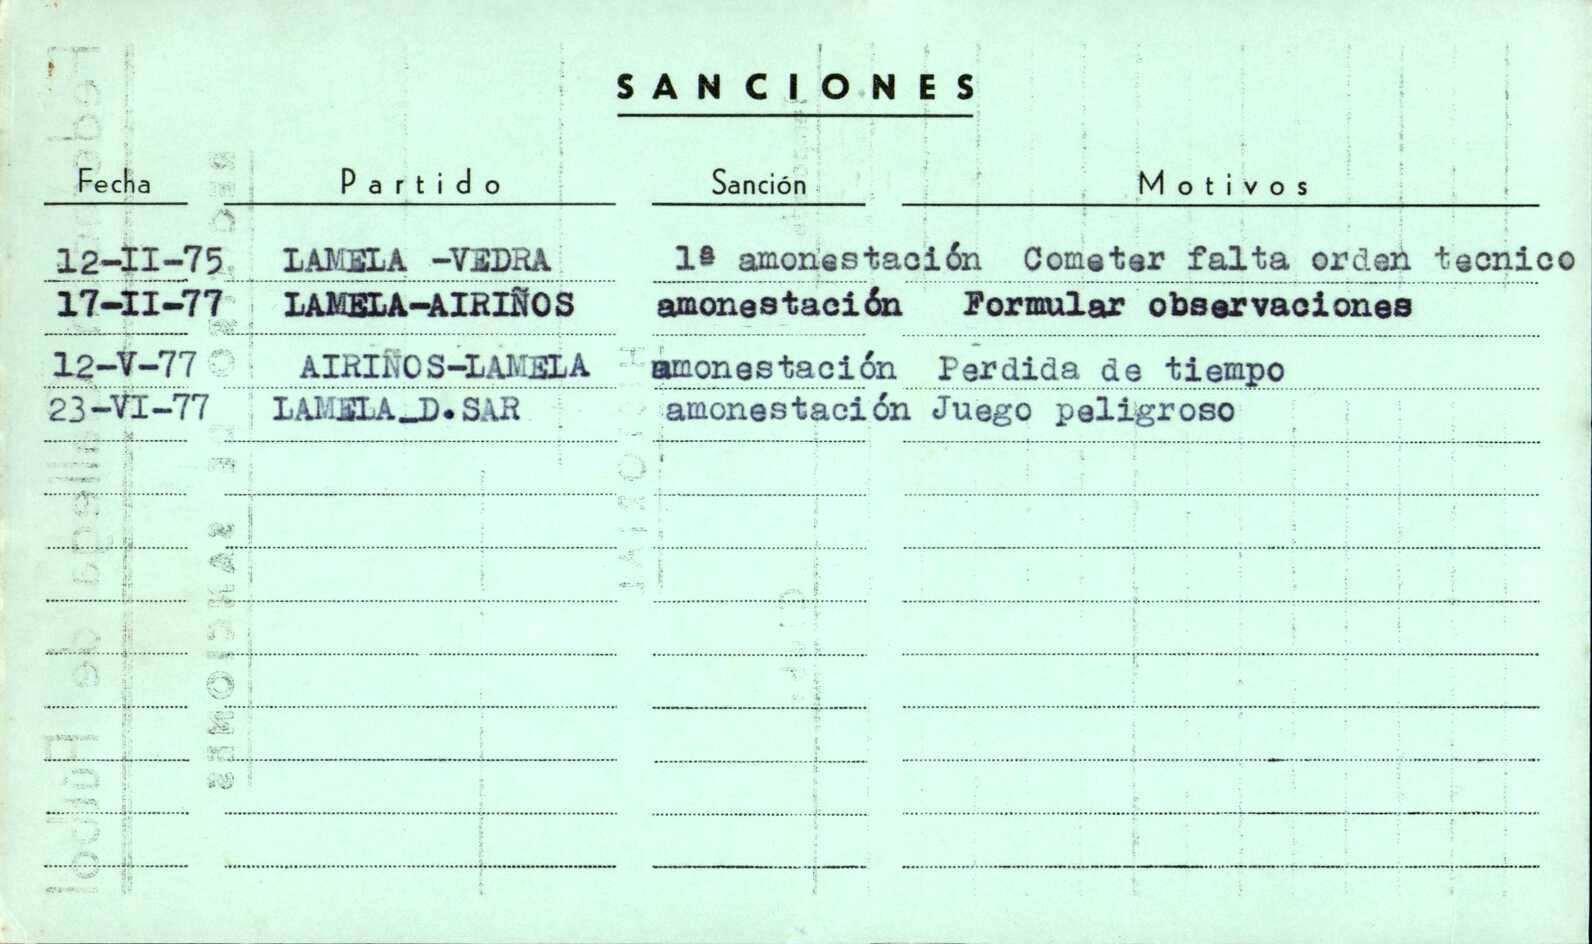 SANCIONES
Fecha Partido Sanción Motivos
12-II-75 LAMELA -VEDRA 1ª amonestación Cometer falta orden tecnico
17-II-77 LAMELA-AIRIÑOS amonestación Formular observaciones
12-V-77 AIRIÑOS-LAMELA amonestación Perdida de tiempo
23-VI-77 LAMELA_D.SAR amonestación Juego peligroso